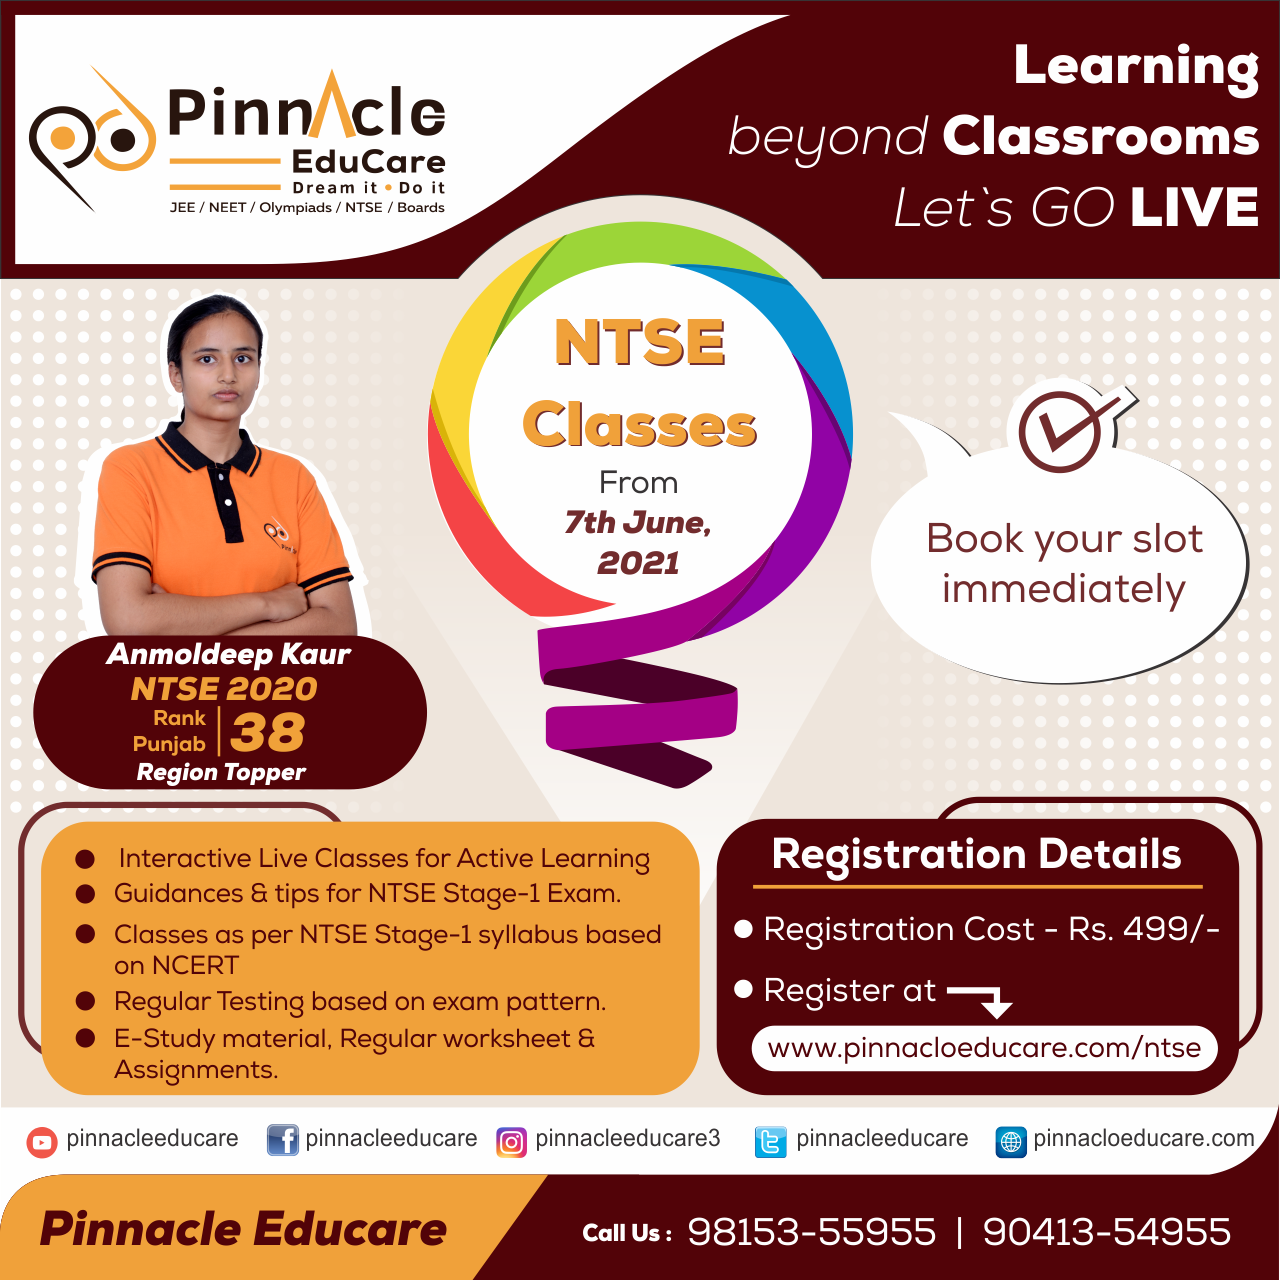 Pinnacle
EduCare
Dream it • Do it
JEE / NEET / Olympiads / NTSE / Boards
Learning
beyond Classrooms
Let`s GO LIVE
NTSE
Classes
From
7th June,
2021
Book your slot
immediately
Anmoldeep Kaur
NTSE 2020
Rank
Punjab
38
Region Topper
● Interactive Live Classes for Active Learning
● Guidances & tips for NTSE Stage-1 Exam.
● Classes as per NTSE Stage-1 syllabus based
on NCERT
● Regular Testing based on exam pattern.
● E-Study material, Regular worksheet &
Assignments.
Registration Details
● Registration Cost - Rs. 499/-
● Register at
www.pinnacloeducare.com/ntse
pinnacleeducare
pinnacleeducare
pinnacleeducare3
pinnacleeducare
pinnacloeducare.com
Pinnacle Educare
Call Us : 98153-55955 | 90413-54955